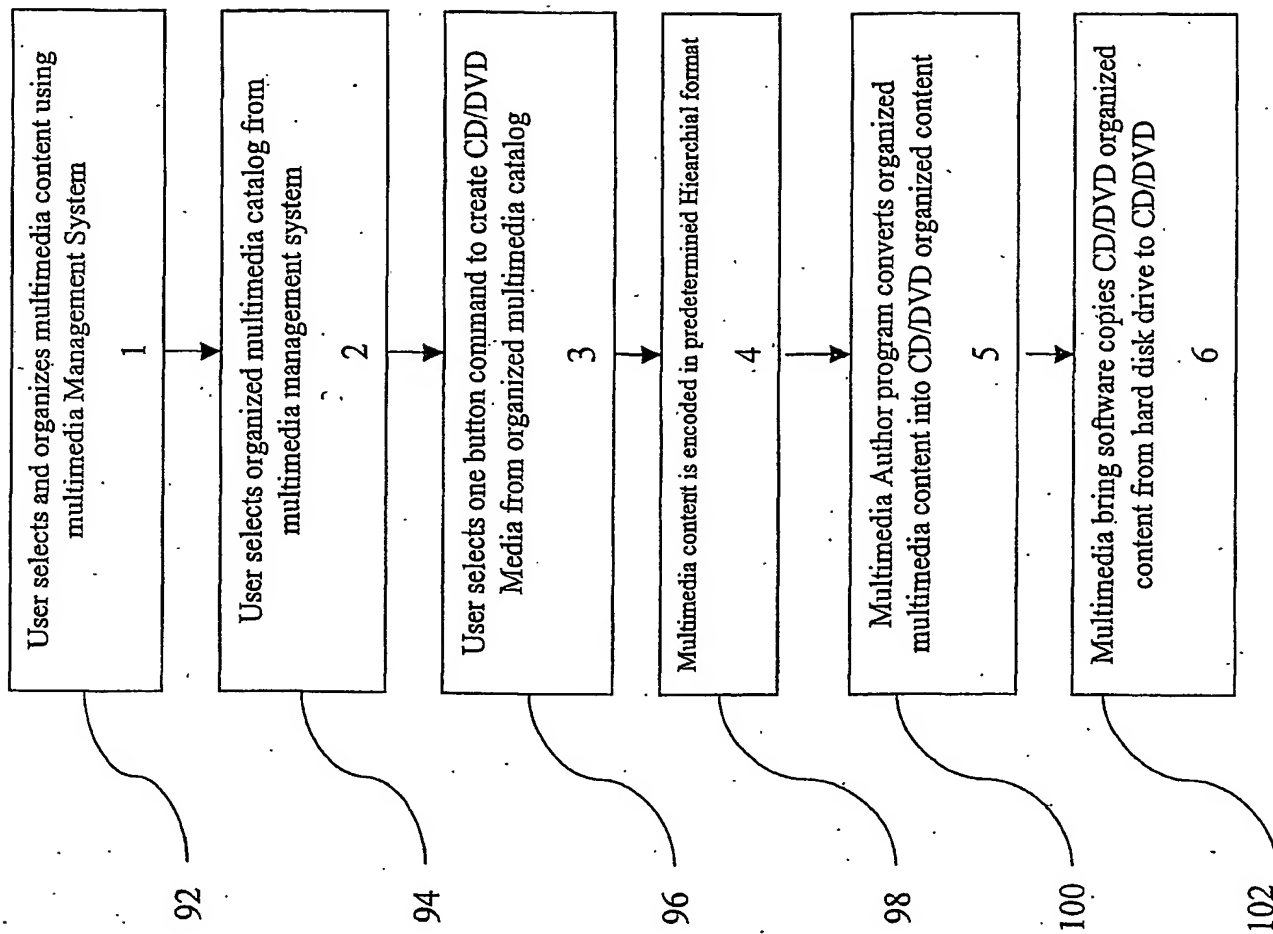 User selects and organizes multimedia content using
multimedia Management System
1
92
User selects organized multimedia catalog from
multimedia management system
2
94
User selects one button command to create CD/DVD
Media from organized multimedia catalog
3
96
Multimedia content is encoded in predetermined Hiearchial format
4
98
Multimedia Author program converts organized
multimedia content into CD/DVD organized content
5
100
Multimedia bring software copies CD/DVD organized
content from hard disk drive to CD/DVD
6
102